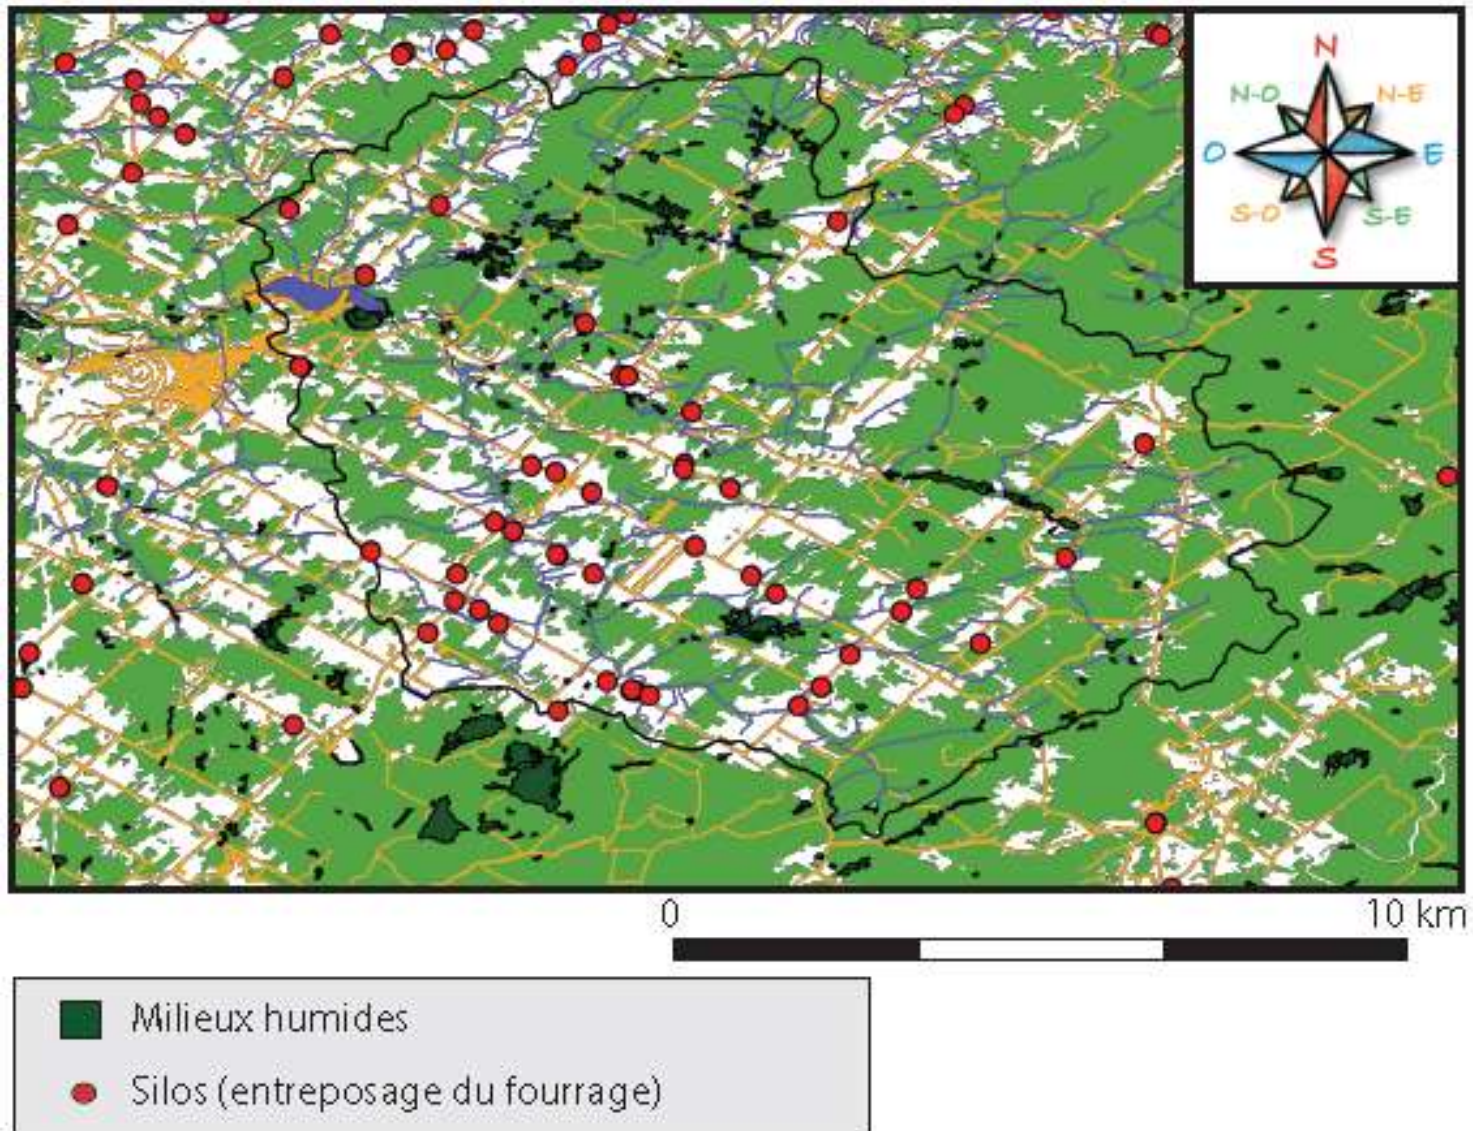 N
N-O
N-E
O
E
S-O
S-E
S
0
10 km
Milieux humides
Silos (entreposage du fourrage)